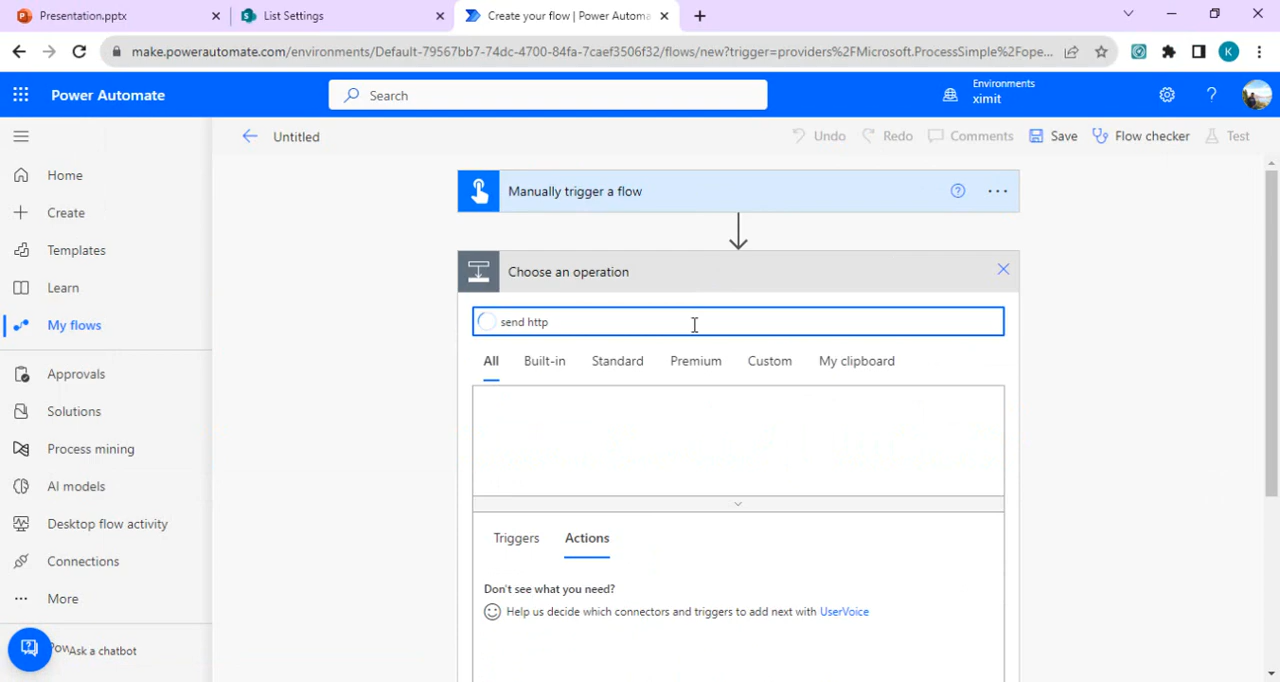 Presentation.pptx
List Settings
Create your flow | Power Automa
make.powerautomate.com/environments/Default-79567bb7-74dc-4700-84fa-7caef3506f32/flows/new?trigger=providers%2FMicrosoft.ProcessSimple%2Fope...
K
Power Automate
Search
Environments
ximit
Untitled
Undo
Redo
Comments
Save
Flow checker
Test
Home
Create
Templates
Learn
My flows
Approvals
Solutions
Process mining
AI models
Desktop flow activity
Connections
More
Ask a chatbot
Manually trigger a flow
Choose an operation
send http
All
Built-in
Standard
Premium
Custom
My clipboard
Triggers
Actions
Don't see what you need?
Help us decide which connectors and triggers to add next with UserVoice